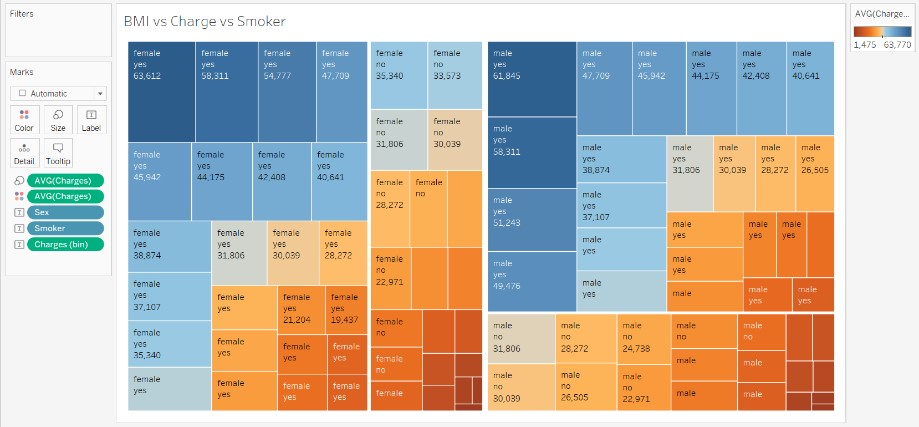 Filters
Marks
Automatic
Color
Size
Label
Detail
Tooltip
AVG(Charges)
AVG(Charges)
Sex
Smoker
Charges (bin)
BMI vs Charge vs Smoker
female
yes
63,612
female
yes
58,311
female
yes
54,777
female
yes
47,709
female
yes
45,942
female
yes
44,175
female
yes
42,408
female
yes
40,641
female
yes
38,874
female
yes
37,107
female
yes
35,340
female
yes
female
yes
31,806
female
yes
30,039
female
yes
28,272
female
yes
female
yes
female
yes
female
yes
21,204
female
yes
19,437
female
yes
female
yes
female
yes
female
yes
female
no
35,340
female
no
33,573
female
no
31,806
female
no
30,039
female
no
28,272
female
no
female
no
22,971
female
no
female
no
female
male
yes
61,845
male
yes
58,311
male
yes
51,243
male
yes
49,476
male
yes
47,709
male
yes
45,942
male
yes
44,175
male
yes
42,408
male
yes
40,641
male
yes
38,874
male
yes
37,107
male
yes
male
yes
male
yes
31,806
male
yes
30,039
male
yes
28,272
male
yes
26,505
male
yes
male
yes
male
male
yes
male
yes
male
yes
male
yes
male
no
31,806
male
no
30,039
male
no
28,272
male
no
26,505
male
no
24,738
male
no
22,971
male
no
male
male
male
no
male
male
AVG(Charge...
1,475
63,770